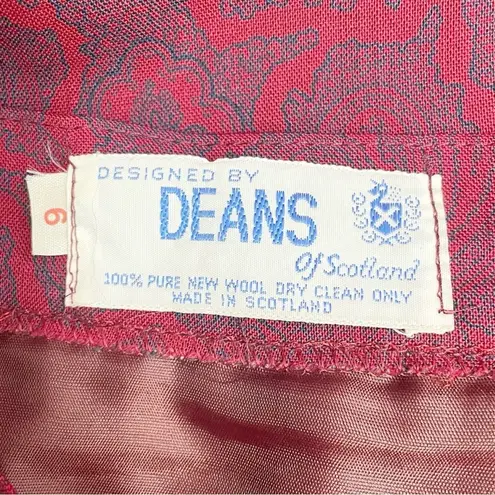 DESIGNED BY
DEANS
Of Scotland
100% PURE NEW WOOL DRY CLEAN ONLY
MADE IN SCOTLAND
9